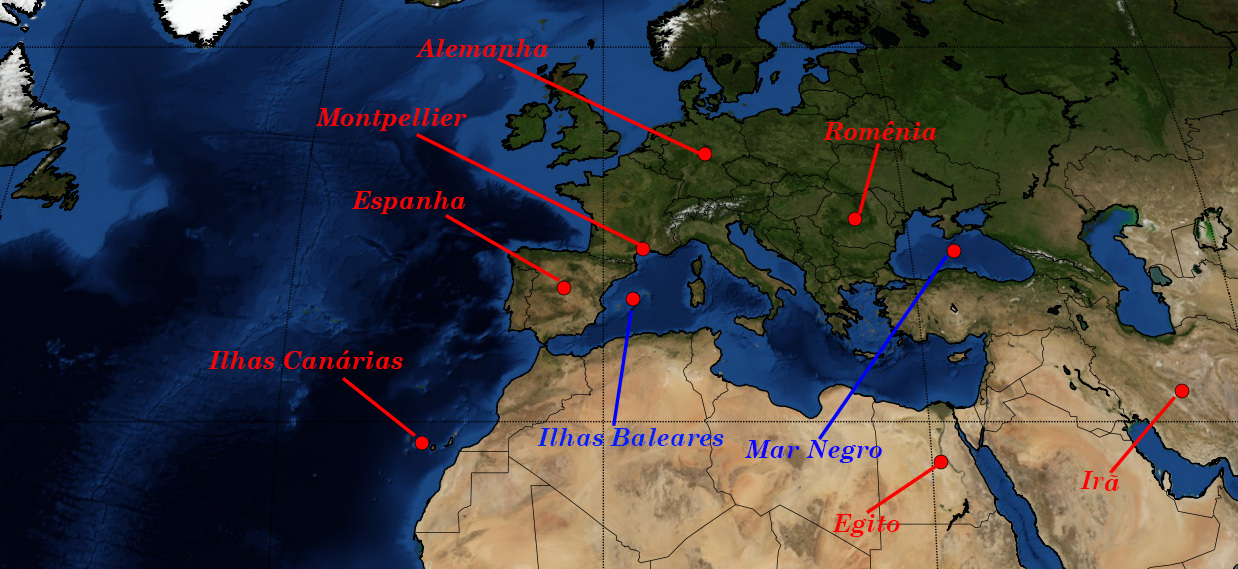 Alemanha
Montpellier
Romênia
Espanha
Ilhas Canárias
Ilhas Baleares
Mar Negro
Irã
Egito